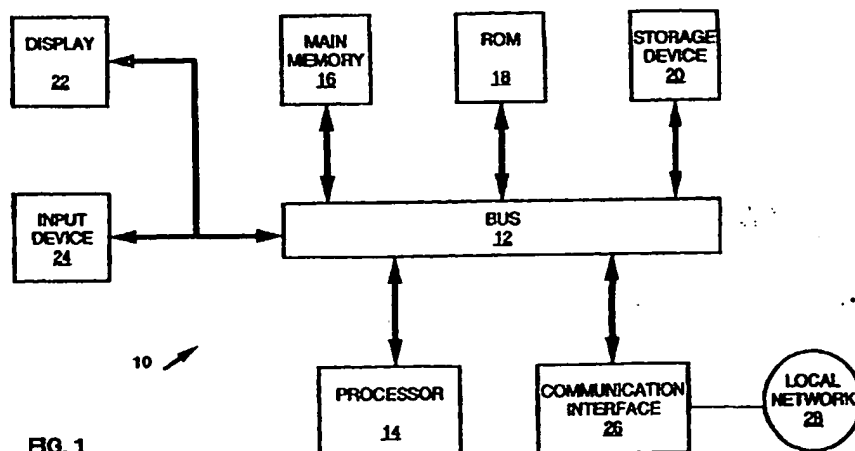 DISPLAY
22
MAIN
MEMORY
16
ROM
18
STORAGE
DEVICE
20
INPUT
DEVICE
24
BUS
12
10
PROCESSOR
14
COMMUNICATION
INTERFACE
26
LOCAL
NETWORK
28
FIG. 1